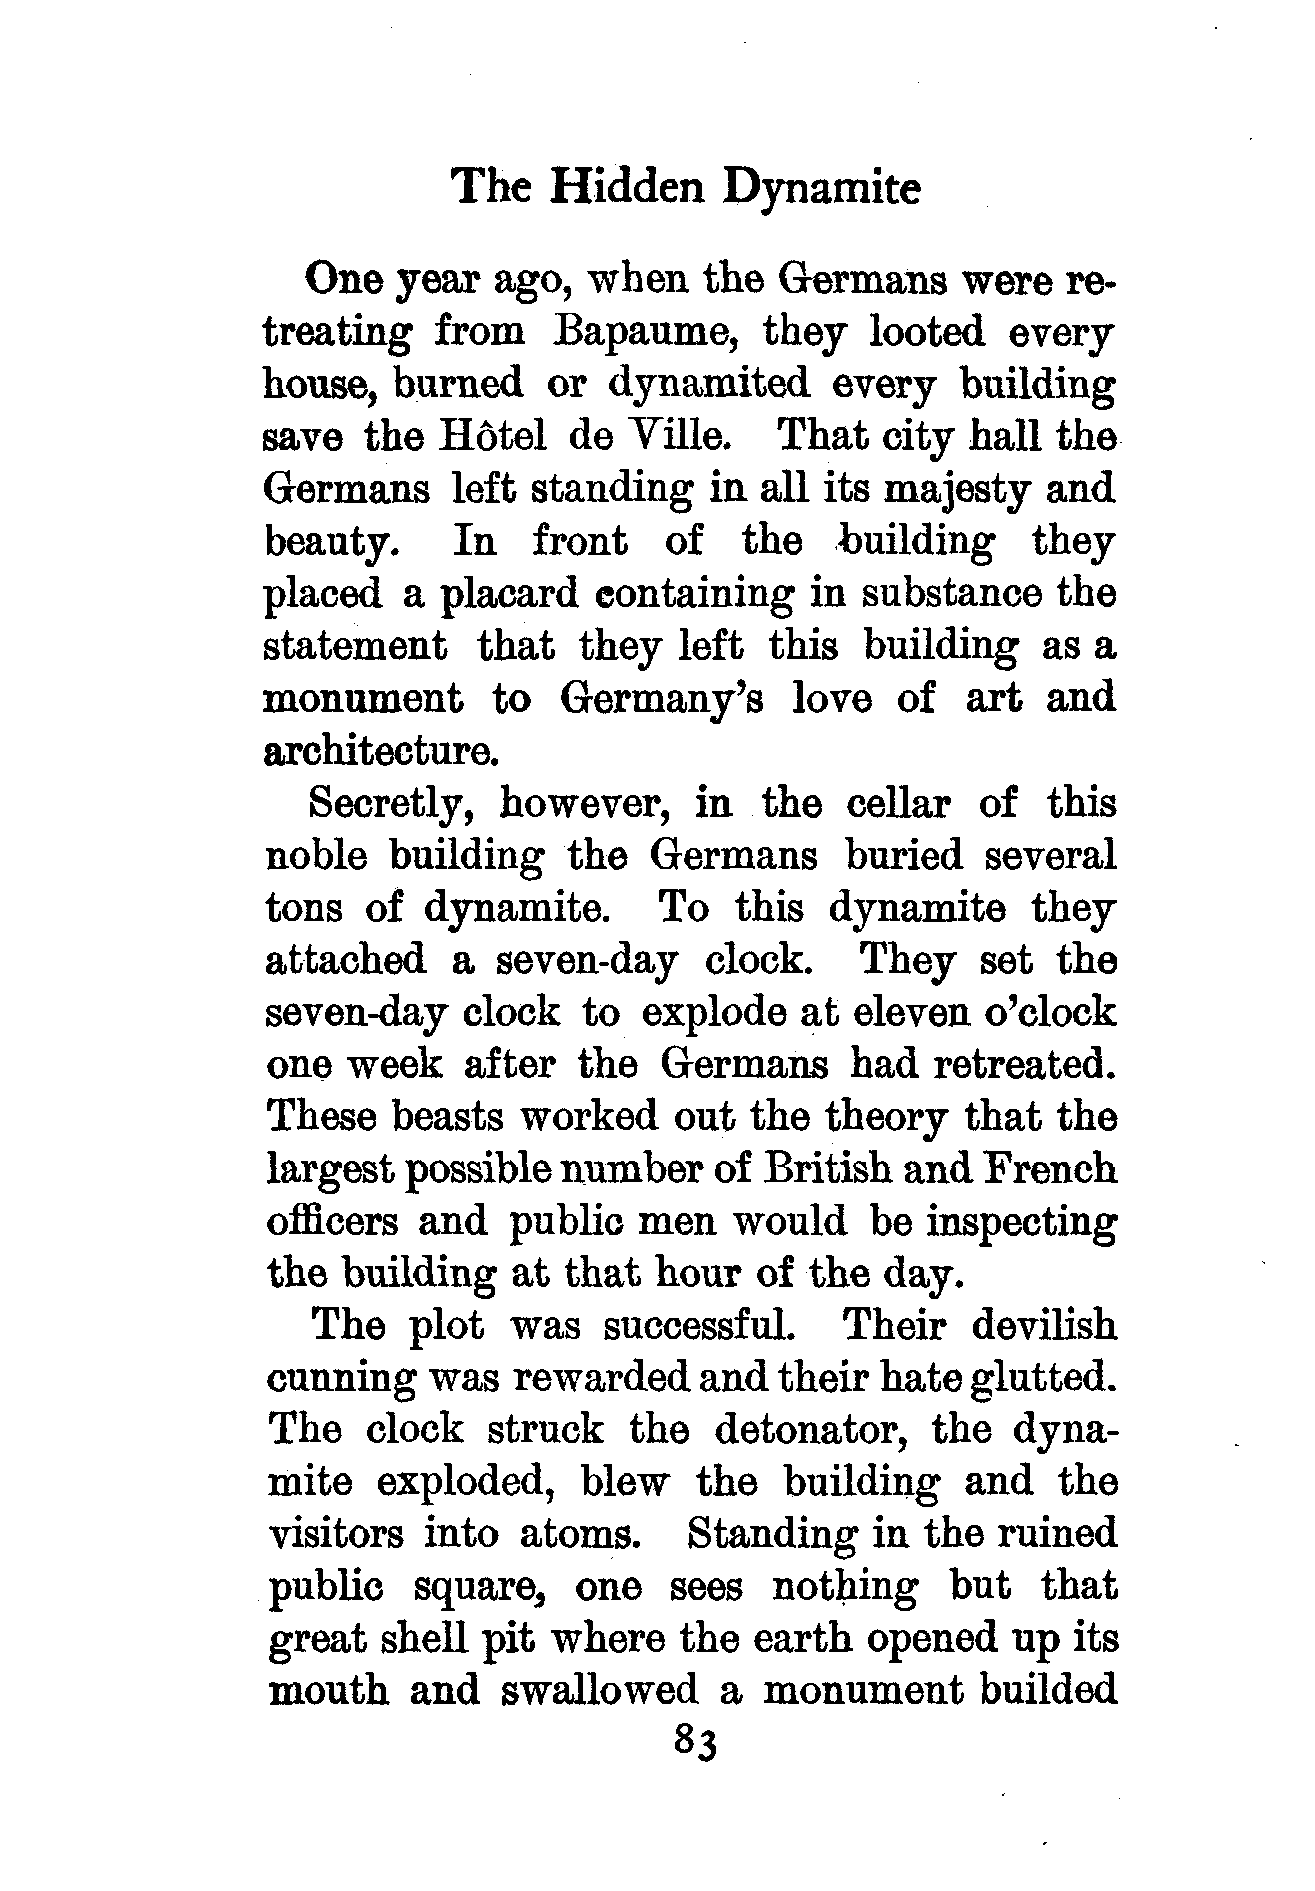 The Hidden Dynamite
One year ago, when the Germans were re-
treating from Bapaume, they looted every
house, burned or dynamited every building
save the Hôtel de Ville. That city hall the
Germans left standing in all its majesty and
beauty. In front of the building they
placed a placard containing in substance the
statement that they left this building as a
monument to Germany's love of art and
architecture.
Secretly, however, in the cellar of this
noble building the Germans buried several
tons of dynamite. To this dynamite they
attached a seven-day clock. They set the
seven-day clock to explode at eleven o'clock
one week after the Germans had retreated.
These beasts worked out the theory that the
largest possible number of British and French
officers and public men would be inspecting
the building at that hour of the day.
The plot was successful. Their devilish
cunning was rewarded and their hate glutted.
The clock struck the detonator, the dyna-
mite exploded, blew the building and the
visitors into atoms. Standing in the ruined
public square, one sees nothing but that
great shell pit where the earth opened up its
mouth and swallowed a monument builded
83